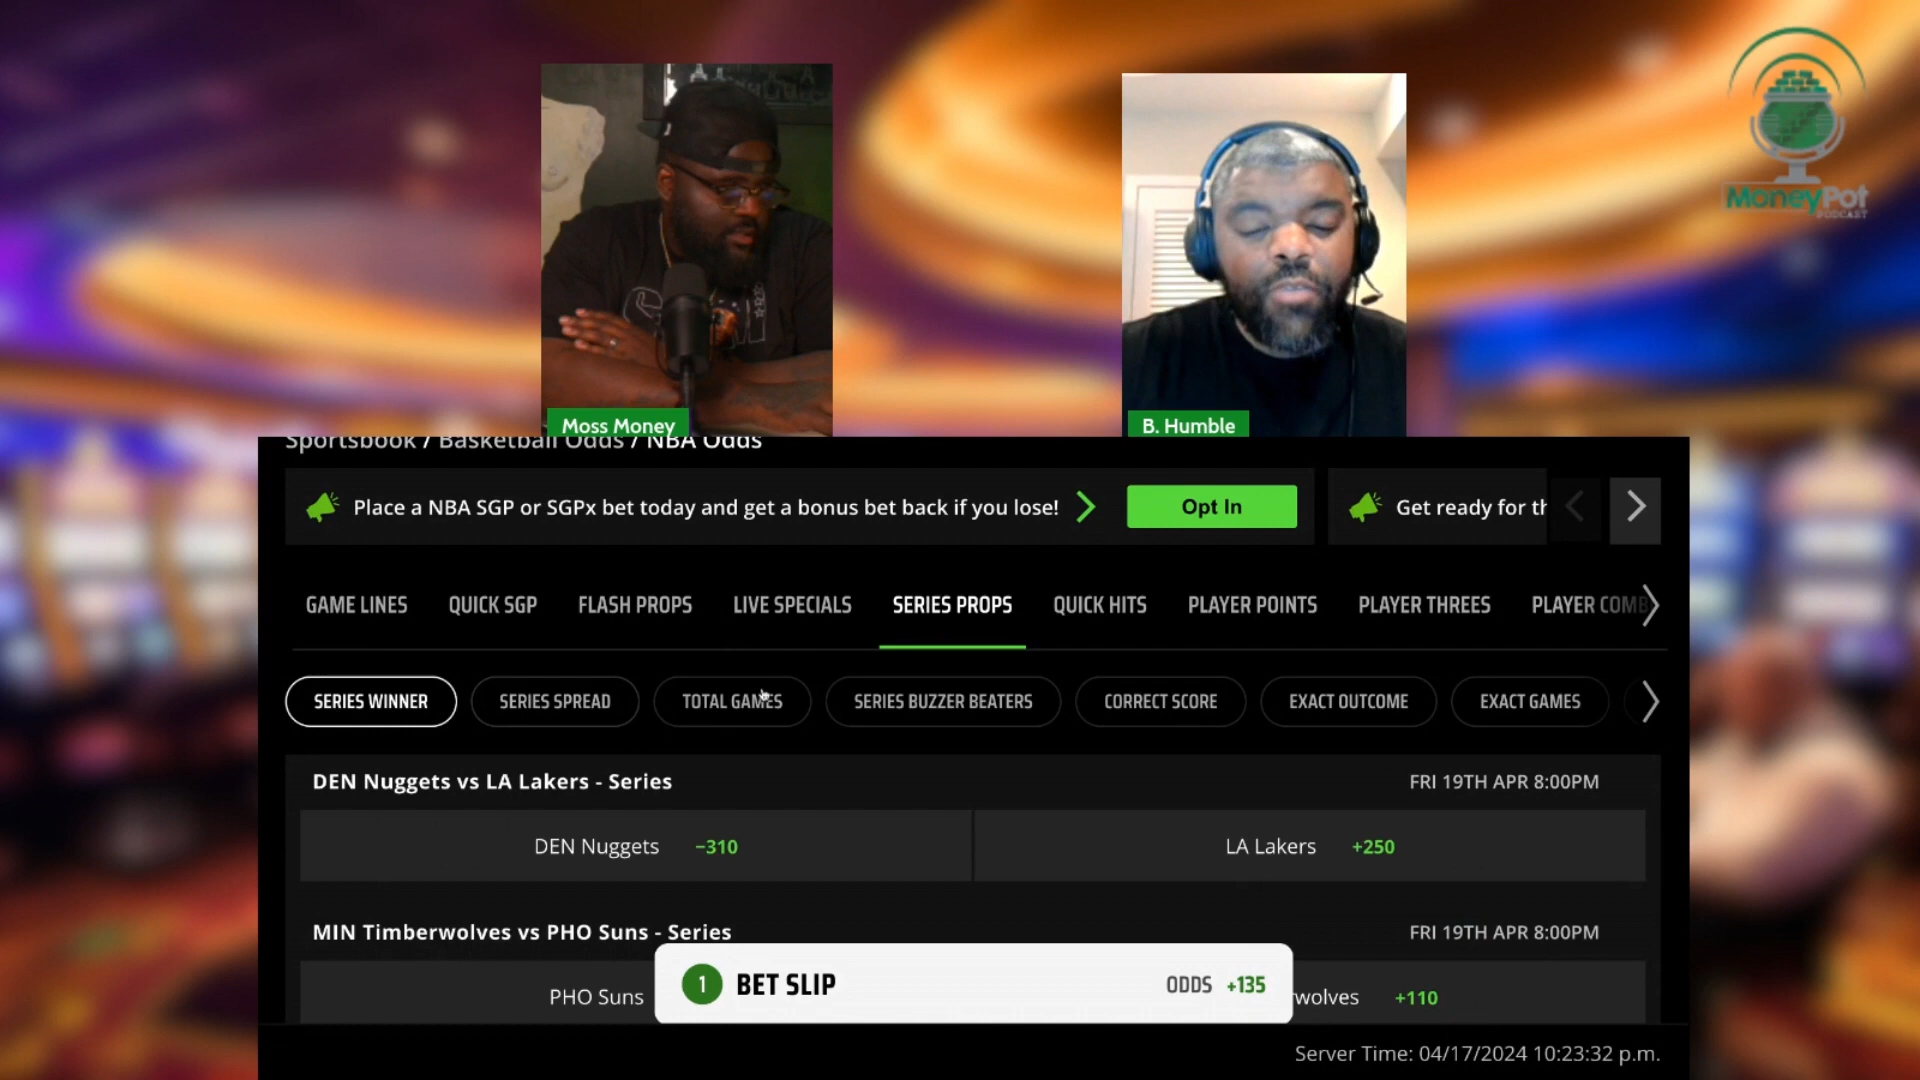 MoneyPot
PODCAST
Moss Money
B. Humble
Sportsbook / Basketball Odds / NBA Odds
Place a NBA SGP or SGPx bet today and get a bonus bet back if you lose!
Opt In
Get ready for th
GAME LINES
QUICK SGP
FLASH PROPS
LIVE SPECIALS
SERIES PROPS
QUICK HITS
PLAYER POINTS
PLAYER THREES
PLAYER COMB
SERIES WINNER
SERIES SPREAD
TOTAL GAMES
SERIES BUZZER BEATERS
CORRECT SCORE
EXACT OUTCOME
EXACT GAMES
DEN Nuggets vs LA Lakers - Series
FRI 19TH APR 8:00PM
DEN Nuggets −310
LA Lakers +250
MIN Timberwolves vs PHO Suns - Series
FRI 19TH APR 8:00PM
PHO Suns
1 BET SLIP
ODDS +135
rwolves +110
Server Time: 04/17/2024 10:23:32 p.m.